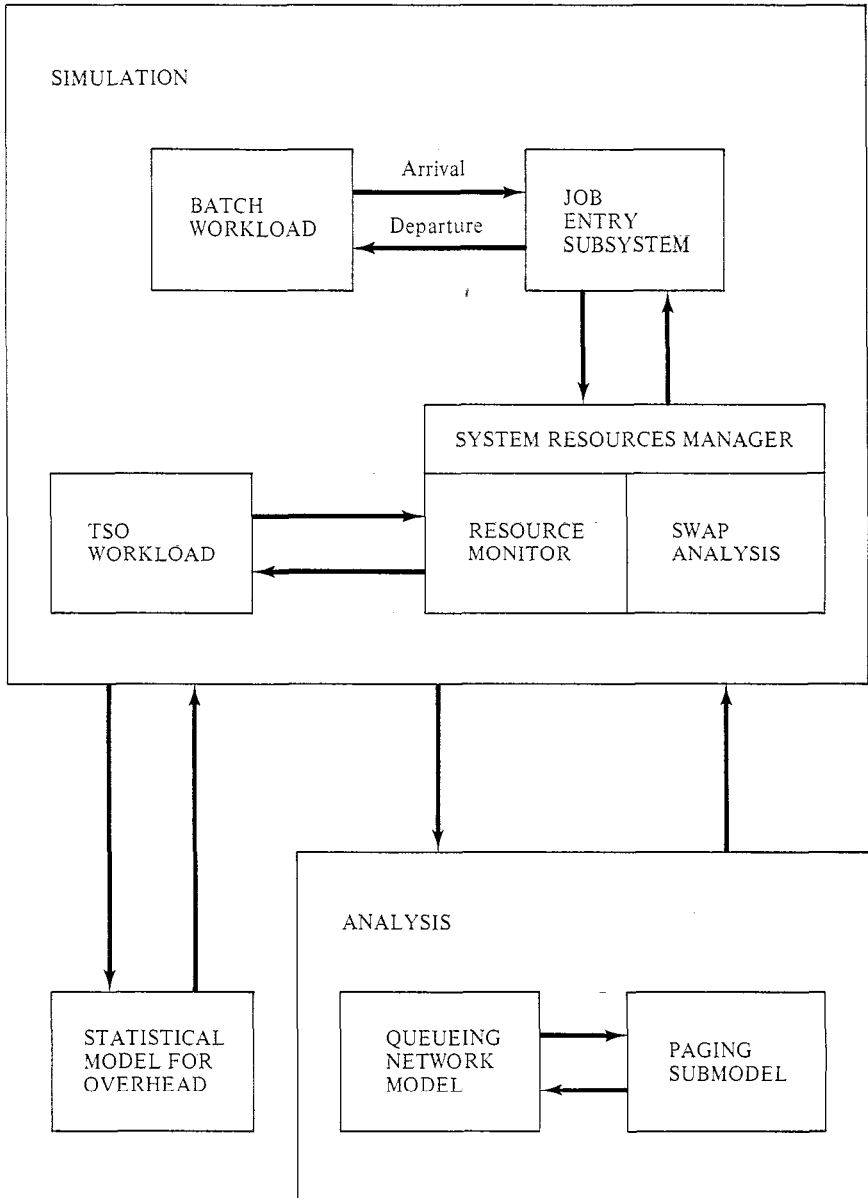 SIMULATION
Arrival
BATCH
WORKLOAD
Departure
JOB
ENTRY
SUBSYSTEM
SYSTEM RESOURCES MANAGER
TSO
WORKLOAD
RESOURCE
MONITOR
SWAP
ANALYSIS
ANALYSIS
STATISTICAL
MODEL FOR
OVERHEAD
QUEUEING
NETWORK
MODEL
PAGING
SUBMODEL